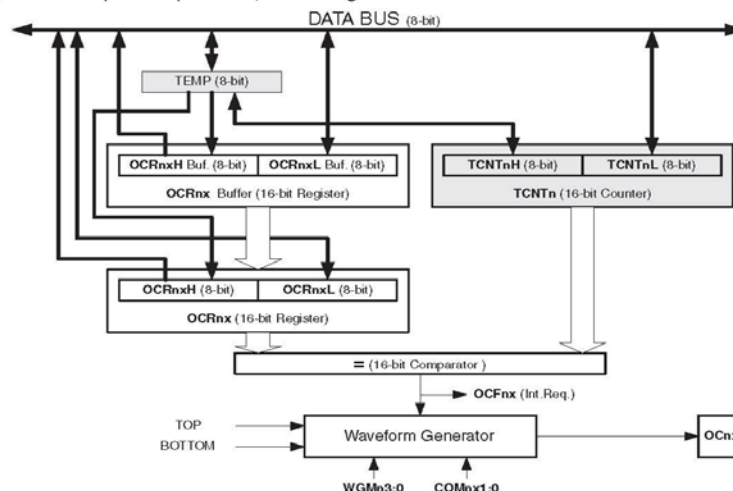 DATA BUS (8-bit)
TEMP (8-bit)
OCRnxH Buf. (8-bit) OCRnxL Buf. (8-bit)
OCRnx Buffer (16-bit Register)
TCNTnH (8-bit) TCNTnL (8-bit)
TCNTn (16-bit Counter)
OCRnxH (8-bit) OCRnxL (8-bit)
OCRnx (16-bit Register)
= (16-bit Comparator )
OCFnx (Int.Req.)
TOP
BOTTOM
Waveform Generator
WGMn3:0 COMnx1:0